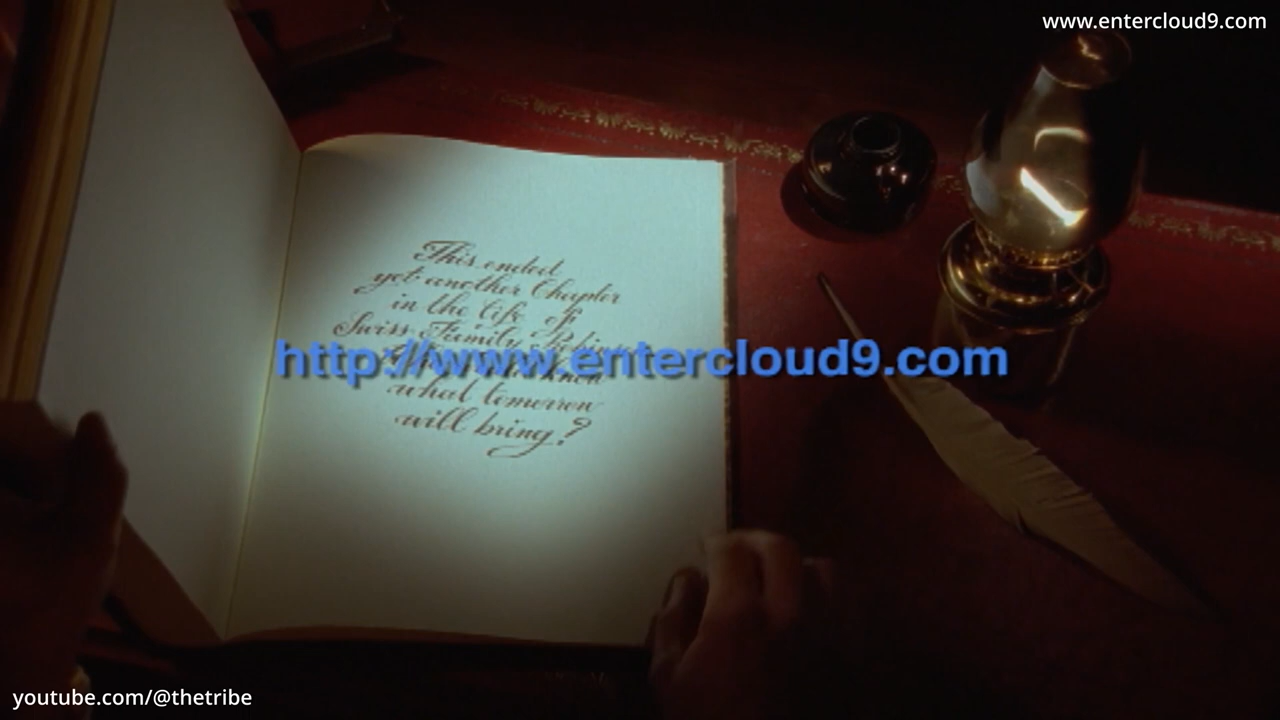 www.entercloud9.com
This ended
yet another Chapter
in the life of
Swiss Family
http://www.entercloud9.com
know
what tomorrow
will bring?
youtube.com/@thetribe